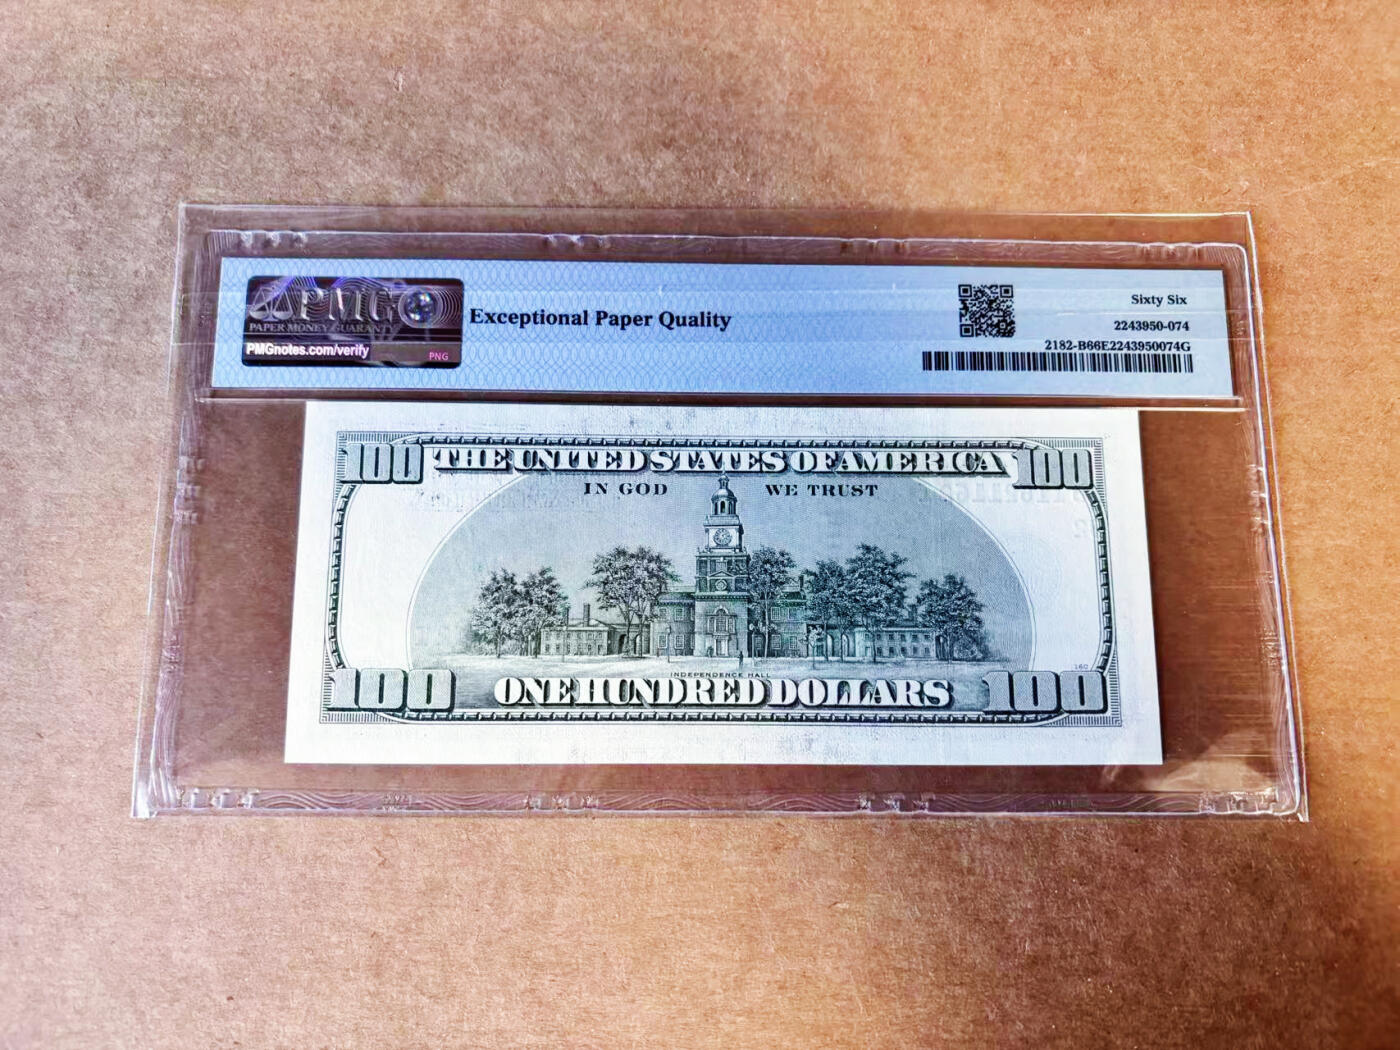 PMG
PAPER MONEY GUARANTY
PMGnotes.com/verify
PNG
Exceptional Paper Quality
Sixty Six
2243950-074
2182-B66E2243950074G
100 THE UNITED STATES OF AMERICA 100
IN GOD WE TRUST
160
INDEPENDENCE HALL
100 ONE HUNDRED DOLLARS 100